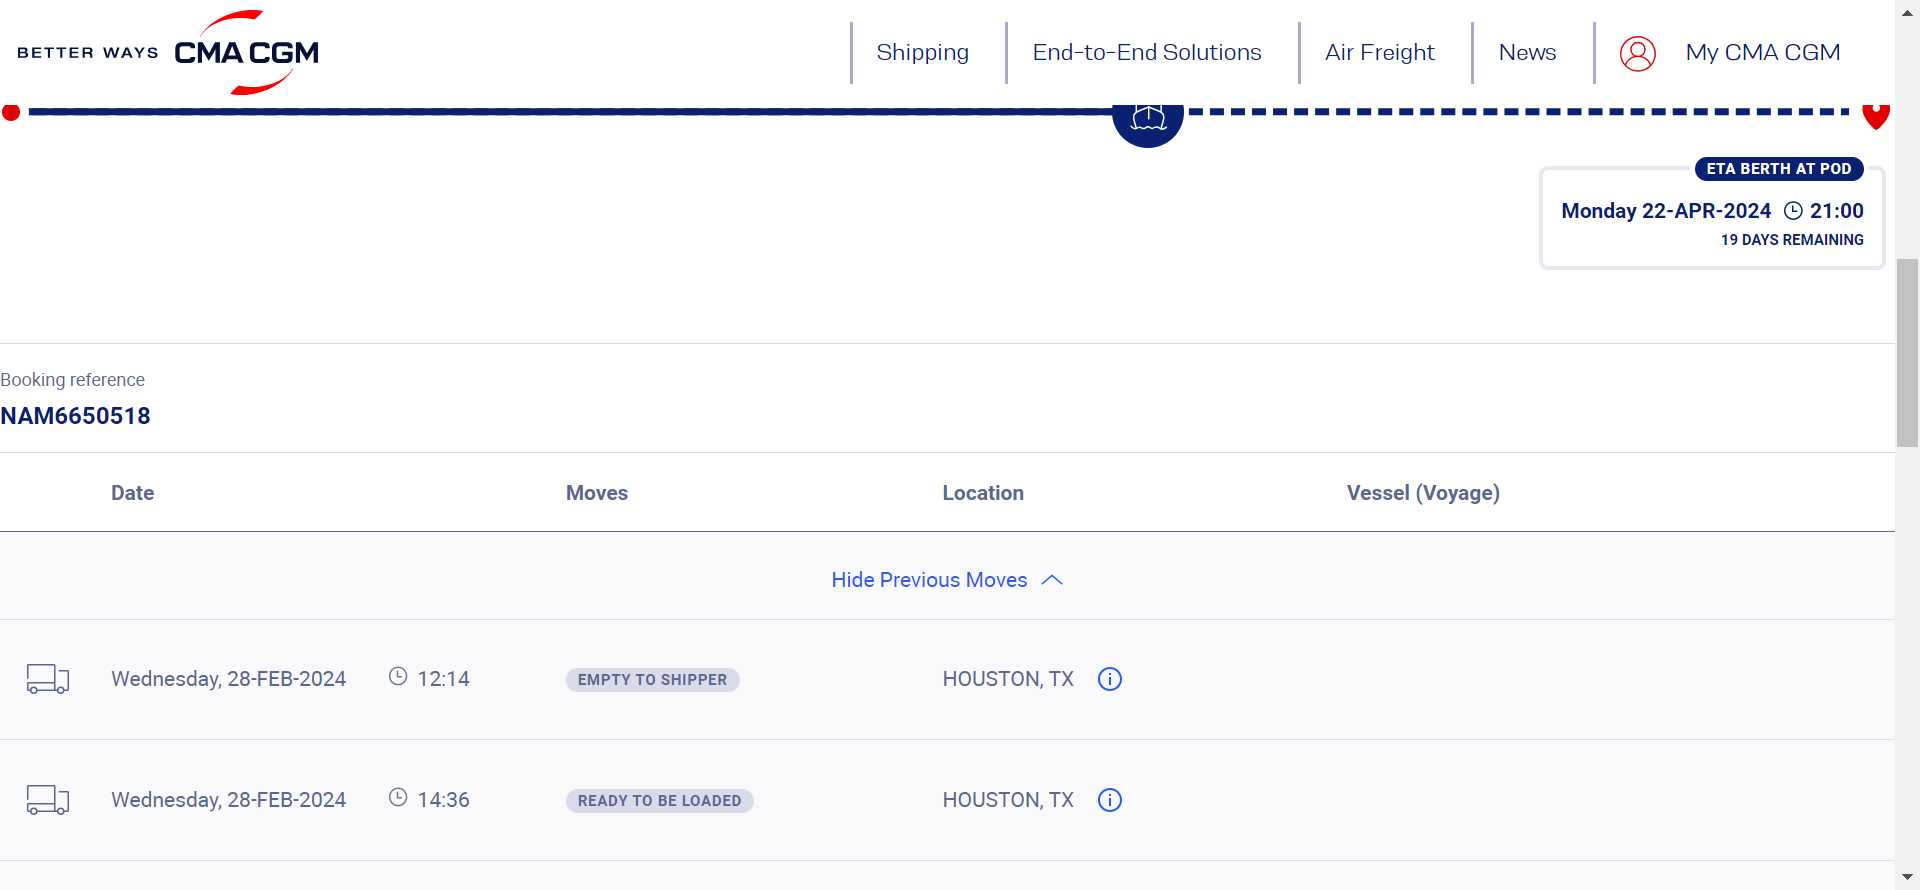 BETTER WAYS CMA CGM Shipping End-to-End Solutions Air Freight News My CMA CGM
ETA BERTH AT POD
Monday 22-APR-2024 21:00
19 DAYS REMAINING
Booking reference
NAM6650518
Date Moves Location Vessel (Voyage)
Hide Previous Moves
Wednesday, 28-FEB-2024 12:14 EMPTY TO SHIPPER HOUSTON, TX
Wednesday, 28-FEB-2024 14:36 READY TO BE LOADED HOUSTON, TX